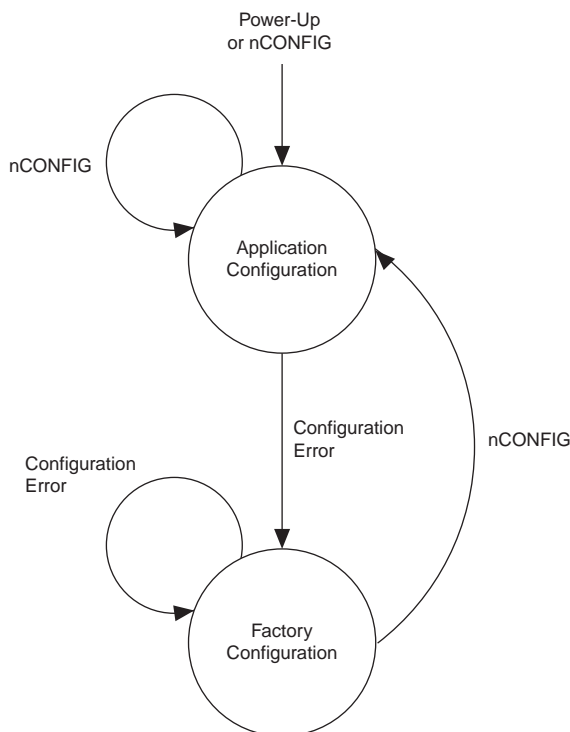 Power-Up
or nCONFIG
nCONFIG
Application
Configuration
Configuration
Error
nCONFIG
Configuration
Error
Factory
Configuration